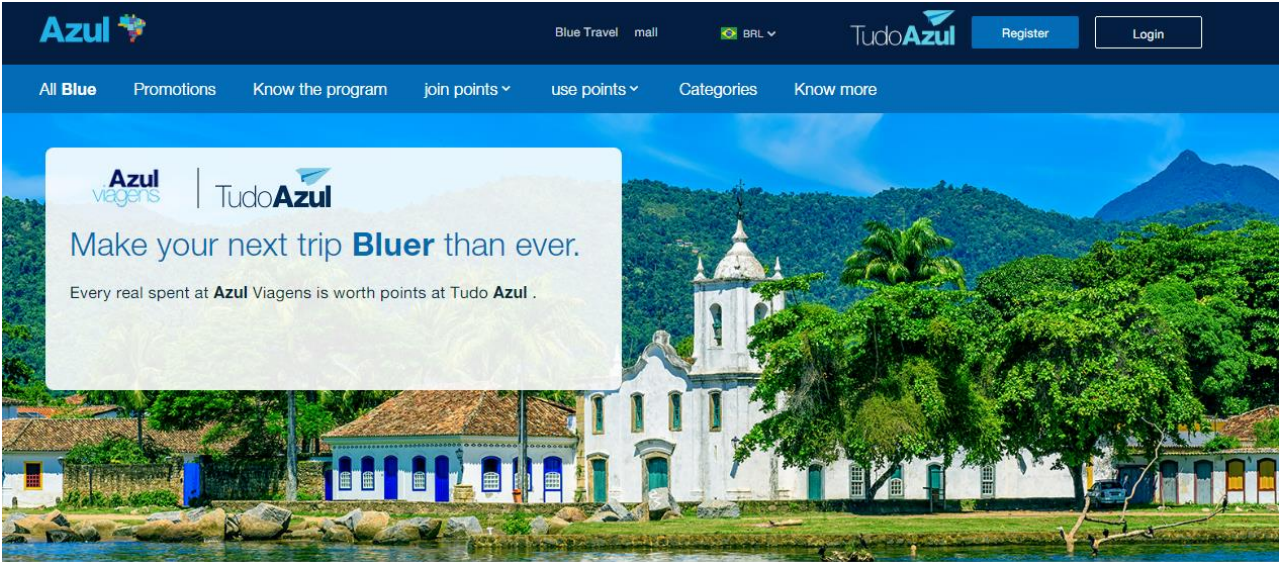 Azul
Blue Travel mall BRL TudoAzul Register Login
All Blue Promotions Know the program join points use points Categories Know more
Azul viagens TudoAzul
Make your next trip Bluer than ever.
Every real spent at Azul Viagens is worth points at Tudo Azul .